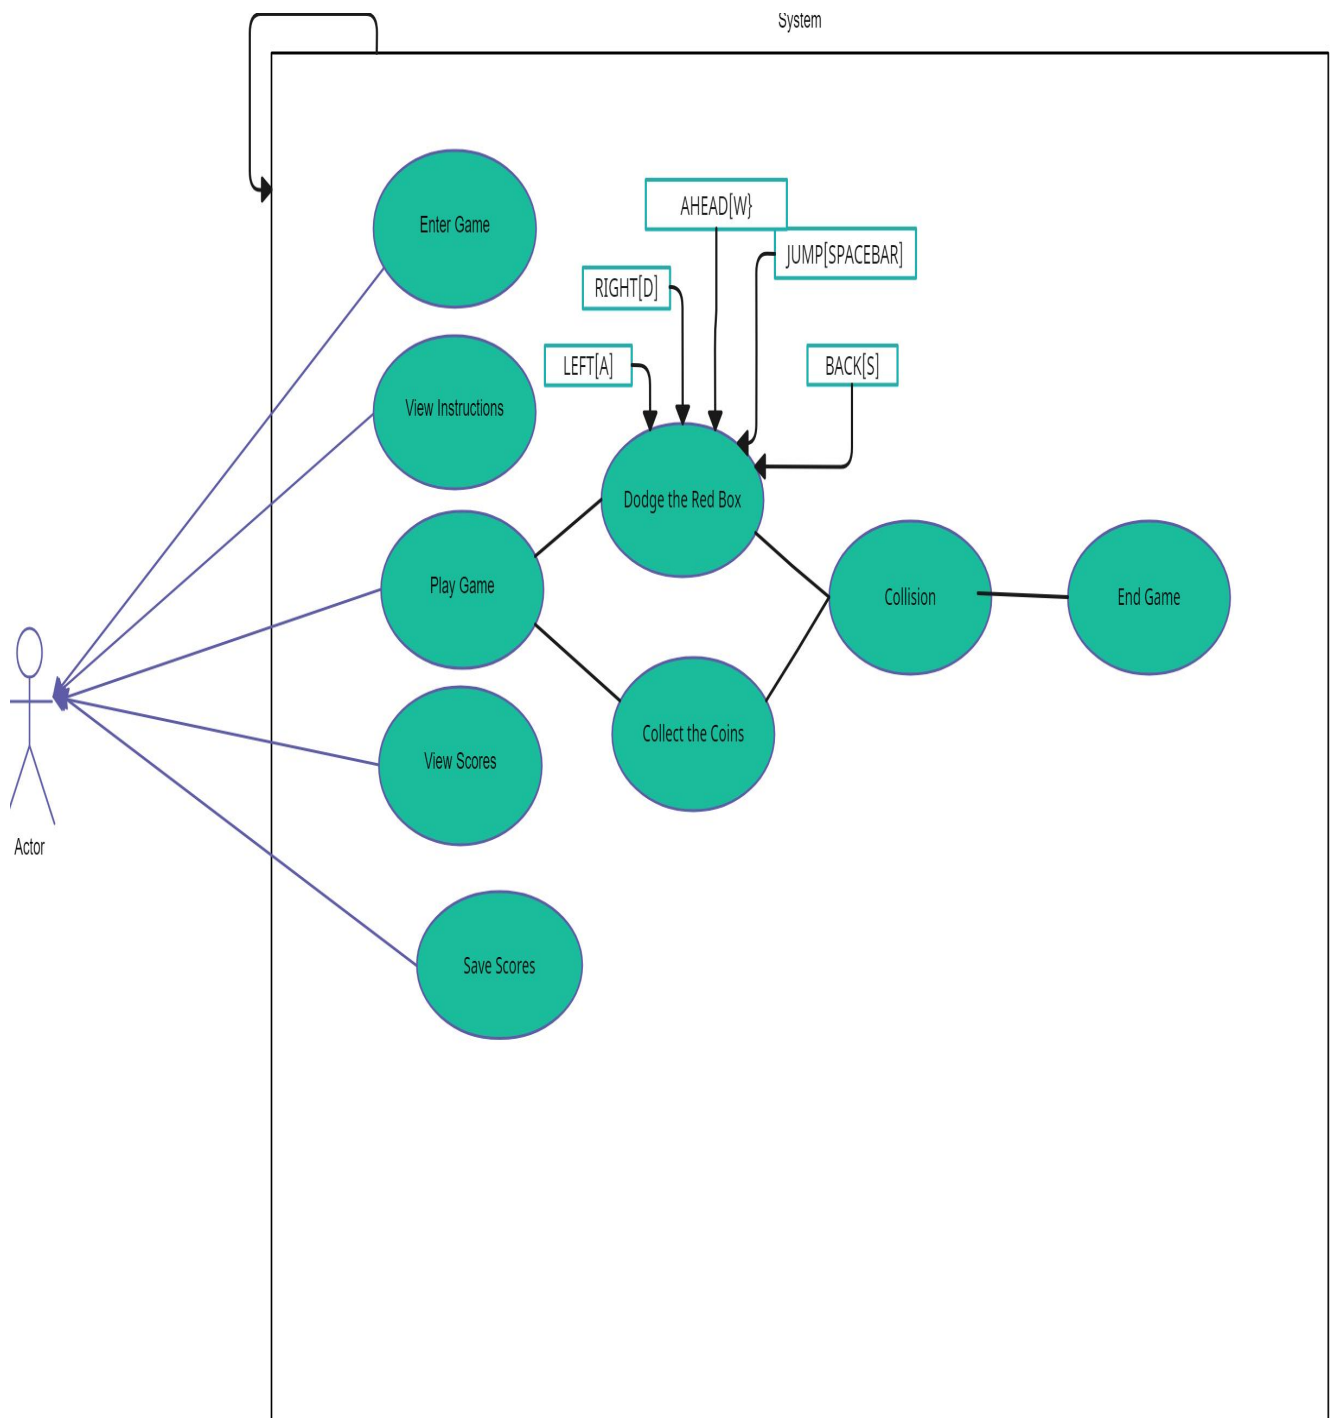 System
Enter Game
AHEAD[W}
JUMP[SPACEBAR]
RIGHT[D]
LEFT[A]
BACK[S]
View Instructions
Dodge the Red Box
Play Game
Collision
End Game
Collect the Coins
View Scores
Actor
Save Scores